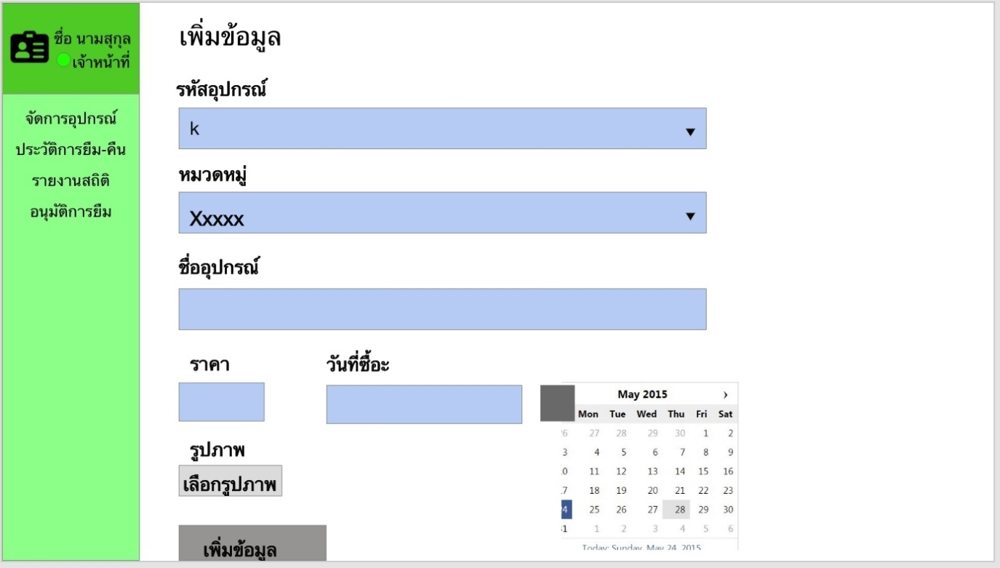 ชื่อ นามสุกุล
เจ้าหน้าที่
จัดการอุปกรณ์
ประวัติการยืม-คืน
รายงานสถิติ
อนุมัติการยืม
เพิ่มข้อมูล
รหัสอุปกรณ์
k
หมวดหมู่
Xxxxx
ชื่ออุปกรณ์
ราคา
วันที่ซื้อะ
รูปภาพ
เลือกรูปภาพ
เพิ่มข้อมูล
May 2015 ›
Mon Tue Wed Thu Fri Sat
27 28 29 30 1 2
3 4 5 6 7 8 9
11 12 13 14 15 16
18 19 20 21 22 23
25 26 27 28 29 30
1 2 3 4 5 6
Today: Sunday, May 24, 2015